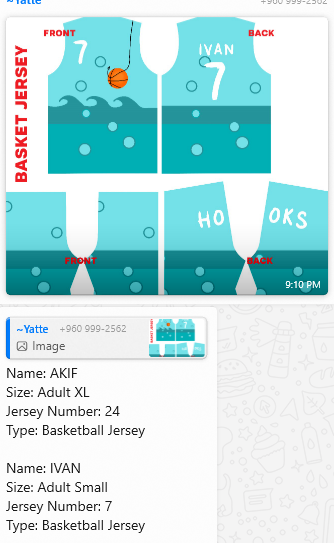 ~Yatte +960 999-2562
FRONT
BACK
BASKET JERSEY
7
IVAN
7
HO OKS
FRONT
BACK
9:10 PM
~Yatte +960 999-2562
Image
Name: AKIF
Size: Adult XL
Jersey Number: 24
Type: Basketball Jersey
Name: IVAN
Size: Adult Small
Jersey Number: 7
Type: Basketball Jersey